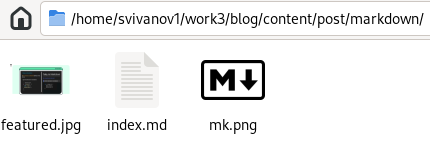 /home/svivanov1/work3/blog/content/post/markdown/
M
featured.jpg index.md mk.png